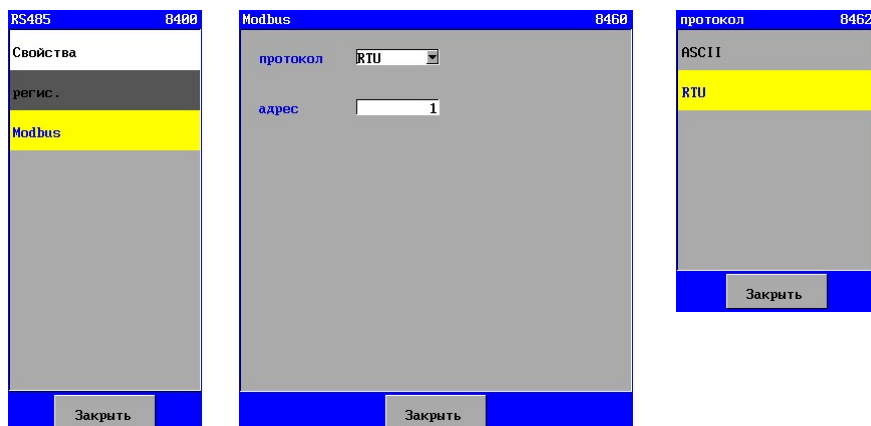 RS485 8400
Свойства
регис.
Modbus
Закрыть
Modbus 8460
протокол RTU
адрес 1
Закрыть
протокол 8462
ASCII
RTU
Закрыть